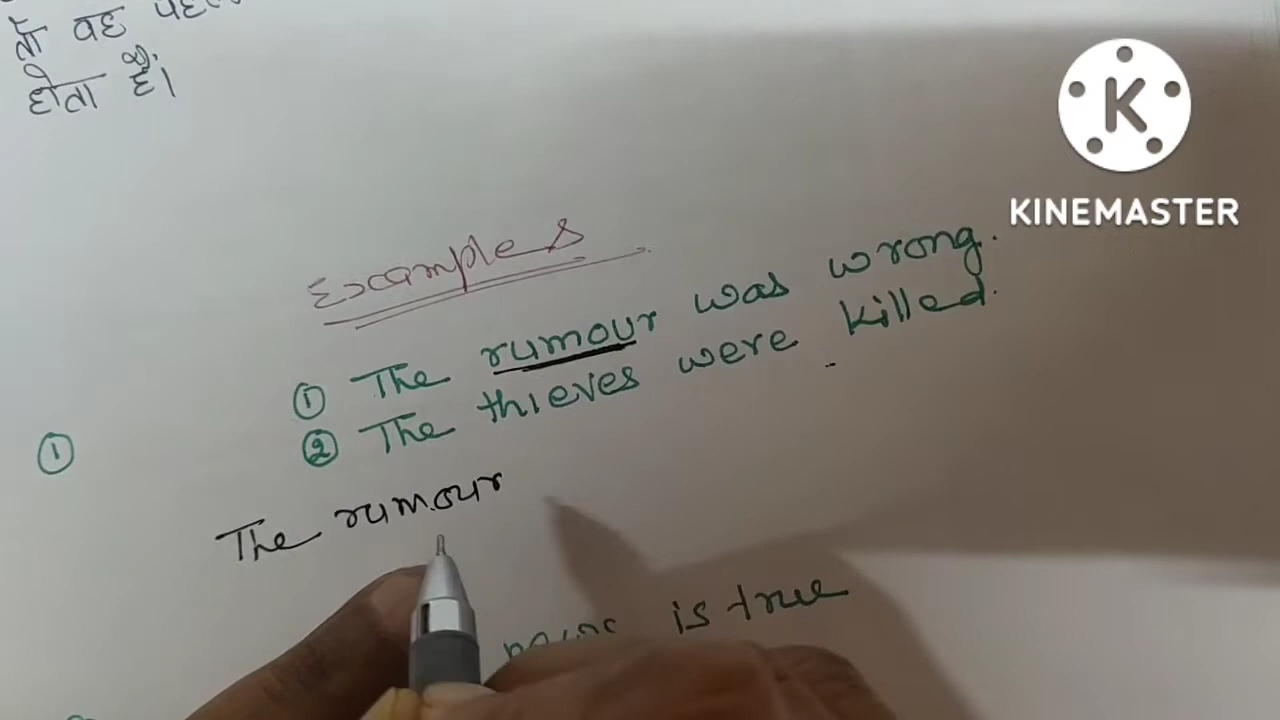 तो वह
होता है।
K
KINEMASTER
Examples
① The rumour was wrong.
② The thieves were killed.
①
The rumour
is true